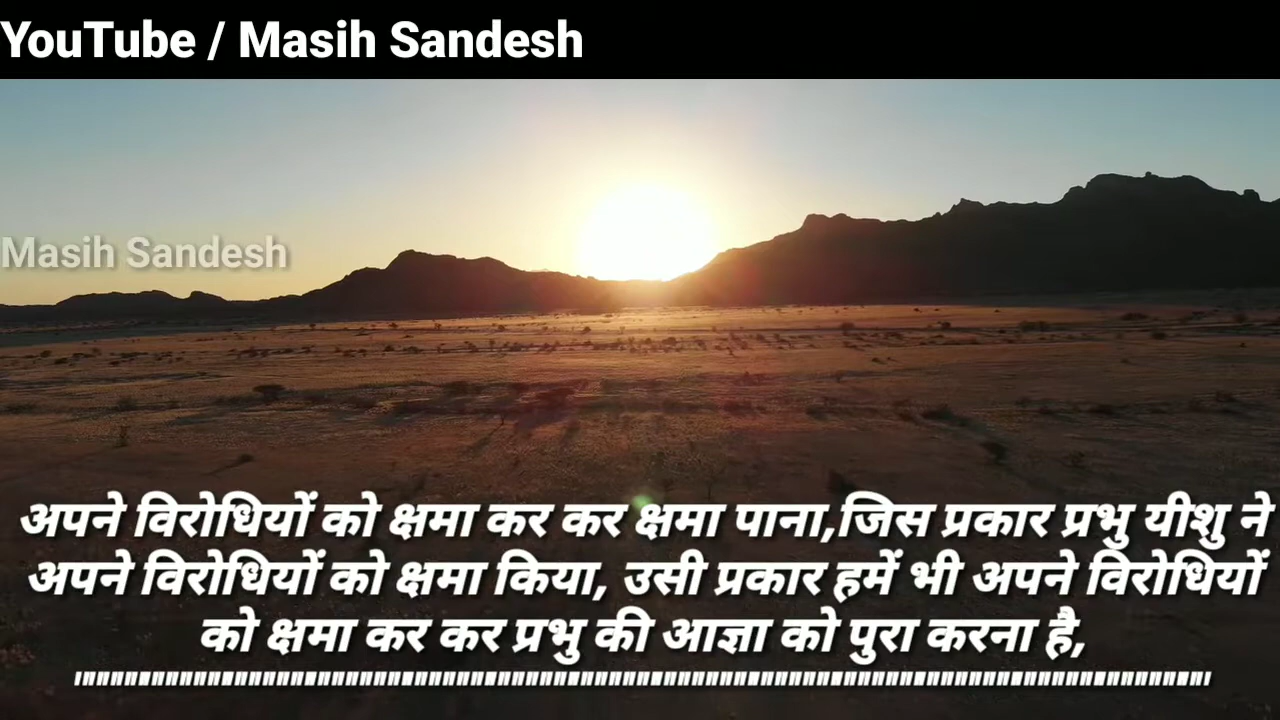 YouTube / Masih Sandesh
Masih Sandesh
अपने विरोधियों को क्षमा कर कर क्षमा पाना,जिस प्रकार प्रभु यीशु ने
अपने विरोधियों को क्षमा किया, उसी प्रकार हमें भी अपने विरोधियों
को क्षमा कर कर प्रभु की आज्ञा को पुरा करना है,